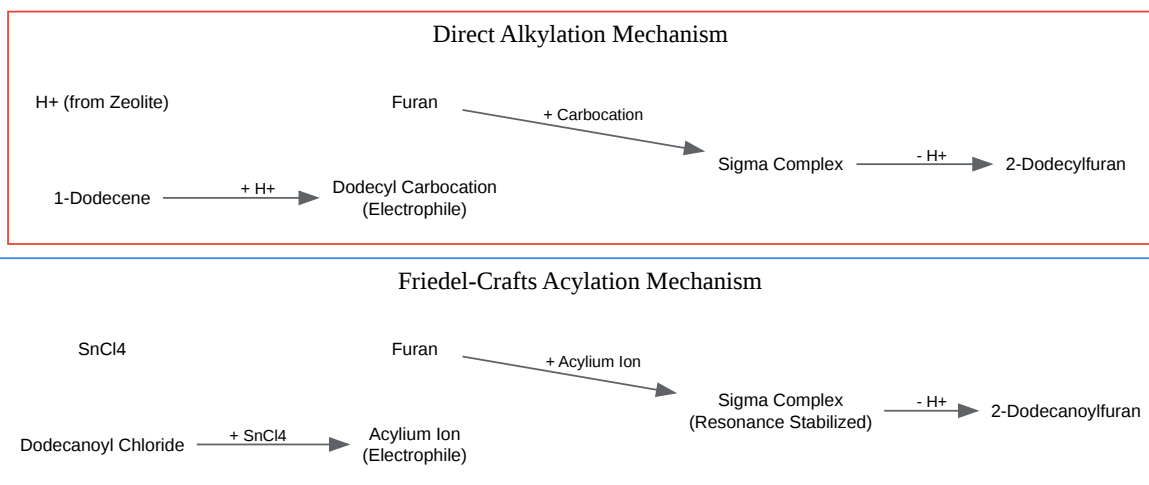 Direct Alkylation Mechanism
H+ (from Zeolite)
Furan
+ Carbocation
Sigma Complex
- H+
2-Dodecylfuran
1-Dodecene
+ H+
Dodecyl Carbocation
(Electrophile)
Friedel-Crafts Acylation Mechanism
SnCl4
Furan
+ Acylium Ion
Sigma Complex
(Resonance Stabilized)
- H+
2-Dodecanoylfuran
Dodecanoyl Chloride
+ SnCl4
Acylium Ion
(Electrophile)